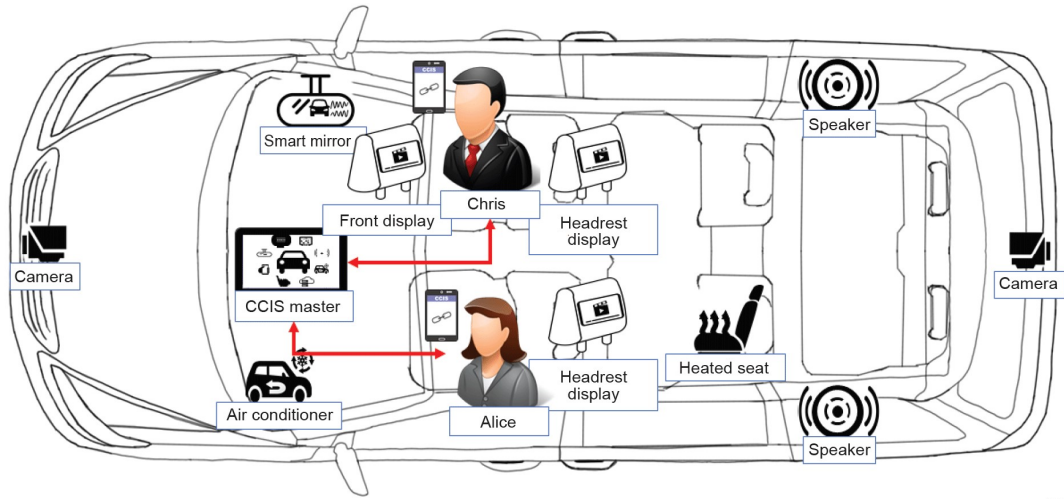 CCIS
Smart mirror
Speaker
Chris
Front display
Headrest
display
Camera
Camera
CCIS master
CCIS
Heated seat
Headrest
display
Air conditioner
Alice
Speaker